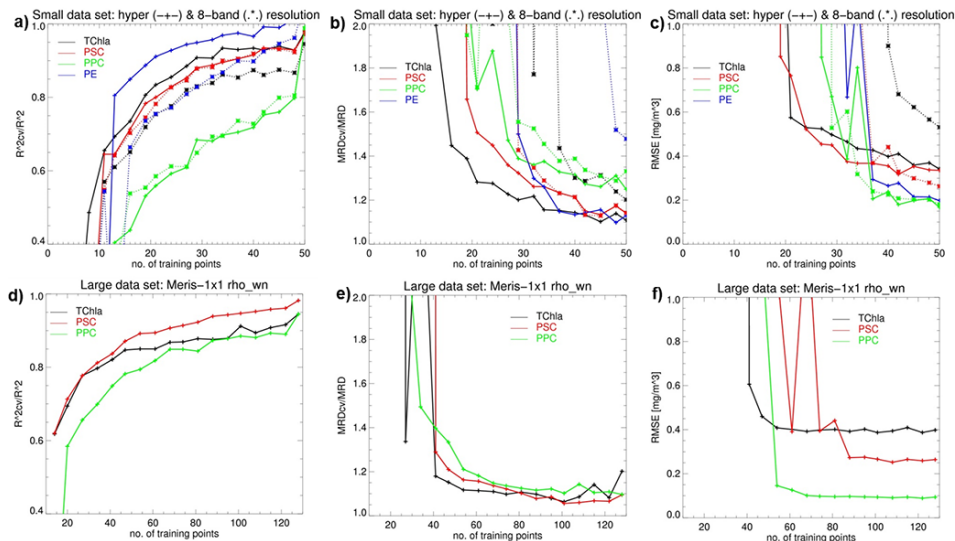 a) Small data set: hyper (-+-) & 8-band (.*.) resolution
1.0
0.8
0.6
0.4
R^2cv/R^2
TChla
PSC
PPC
PE
0 10 20 30 40 50
no. of training points
b) Small data set: hyper (-+-) & 8-band (.*.) resolution
2.0
1.8
1.6
1.4
1.2
1.0
MRDcv/MRD
TChla
PSC
PPC
PE
0 10 20 30 40 50
no. of training points
c) Small data set: hyper (-+-) & 8-band (.*.) resolution
1.0
0.8
0.6
0.4
0.2
0.0
RMSE [mg/m^3]
TChla
PSC
PPC
PE
0 10 20 30 40 50
no. of training points
d) Large data set: Meris-1x1 rho_wn
1.0
0.8
0.6
0.4
R^2cv/R^2
TChla
PSC
PPC
20 40 60 80 100 120
no. of training points
e) Large data set: Meris-1x1 rho_wn
2.0
1.8
1.6
1.4
1.2
1.0
MRDcv/MRD
TChla
PSC
PPC
20 40 60 80 100 120
no. of training points
f) Large data set: Meris-1x1 rho_wn
1.0
0.8
0.6
0.4
0.2
0.0
RMSE [mg/m^3]
TChla
PSC
PPC
20 40 60 80 100 120
no. of training points